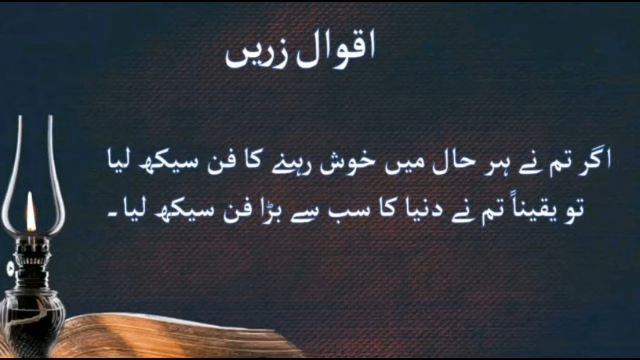 اقوال زریں
اگر تم نے ہر حال میں خوش رہنے کا فن سیکھ لیا
تو یقیناً تم نے دنیا کا سب سے بڑا فن سیکھ لیا۔